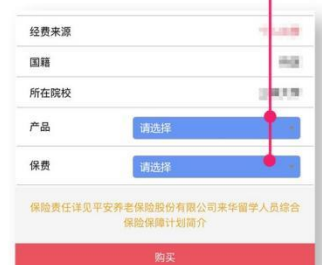 经费来源
国籍
所在院校
产品
请选择
保费
请选择
保险责任详见平安养老保险股份有限公司来华留学人员综合
保险保障计划简介
购买